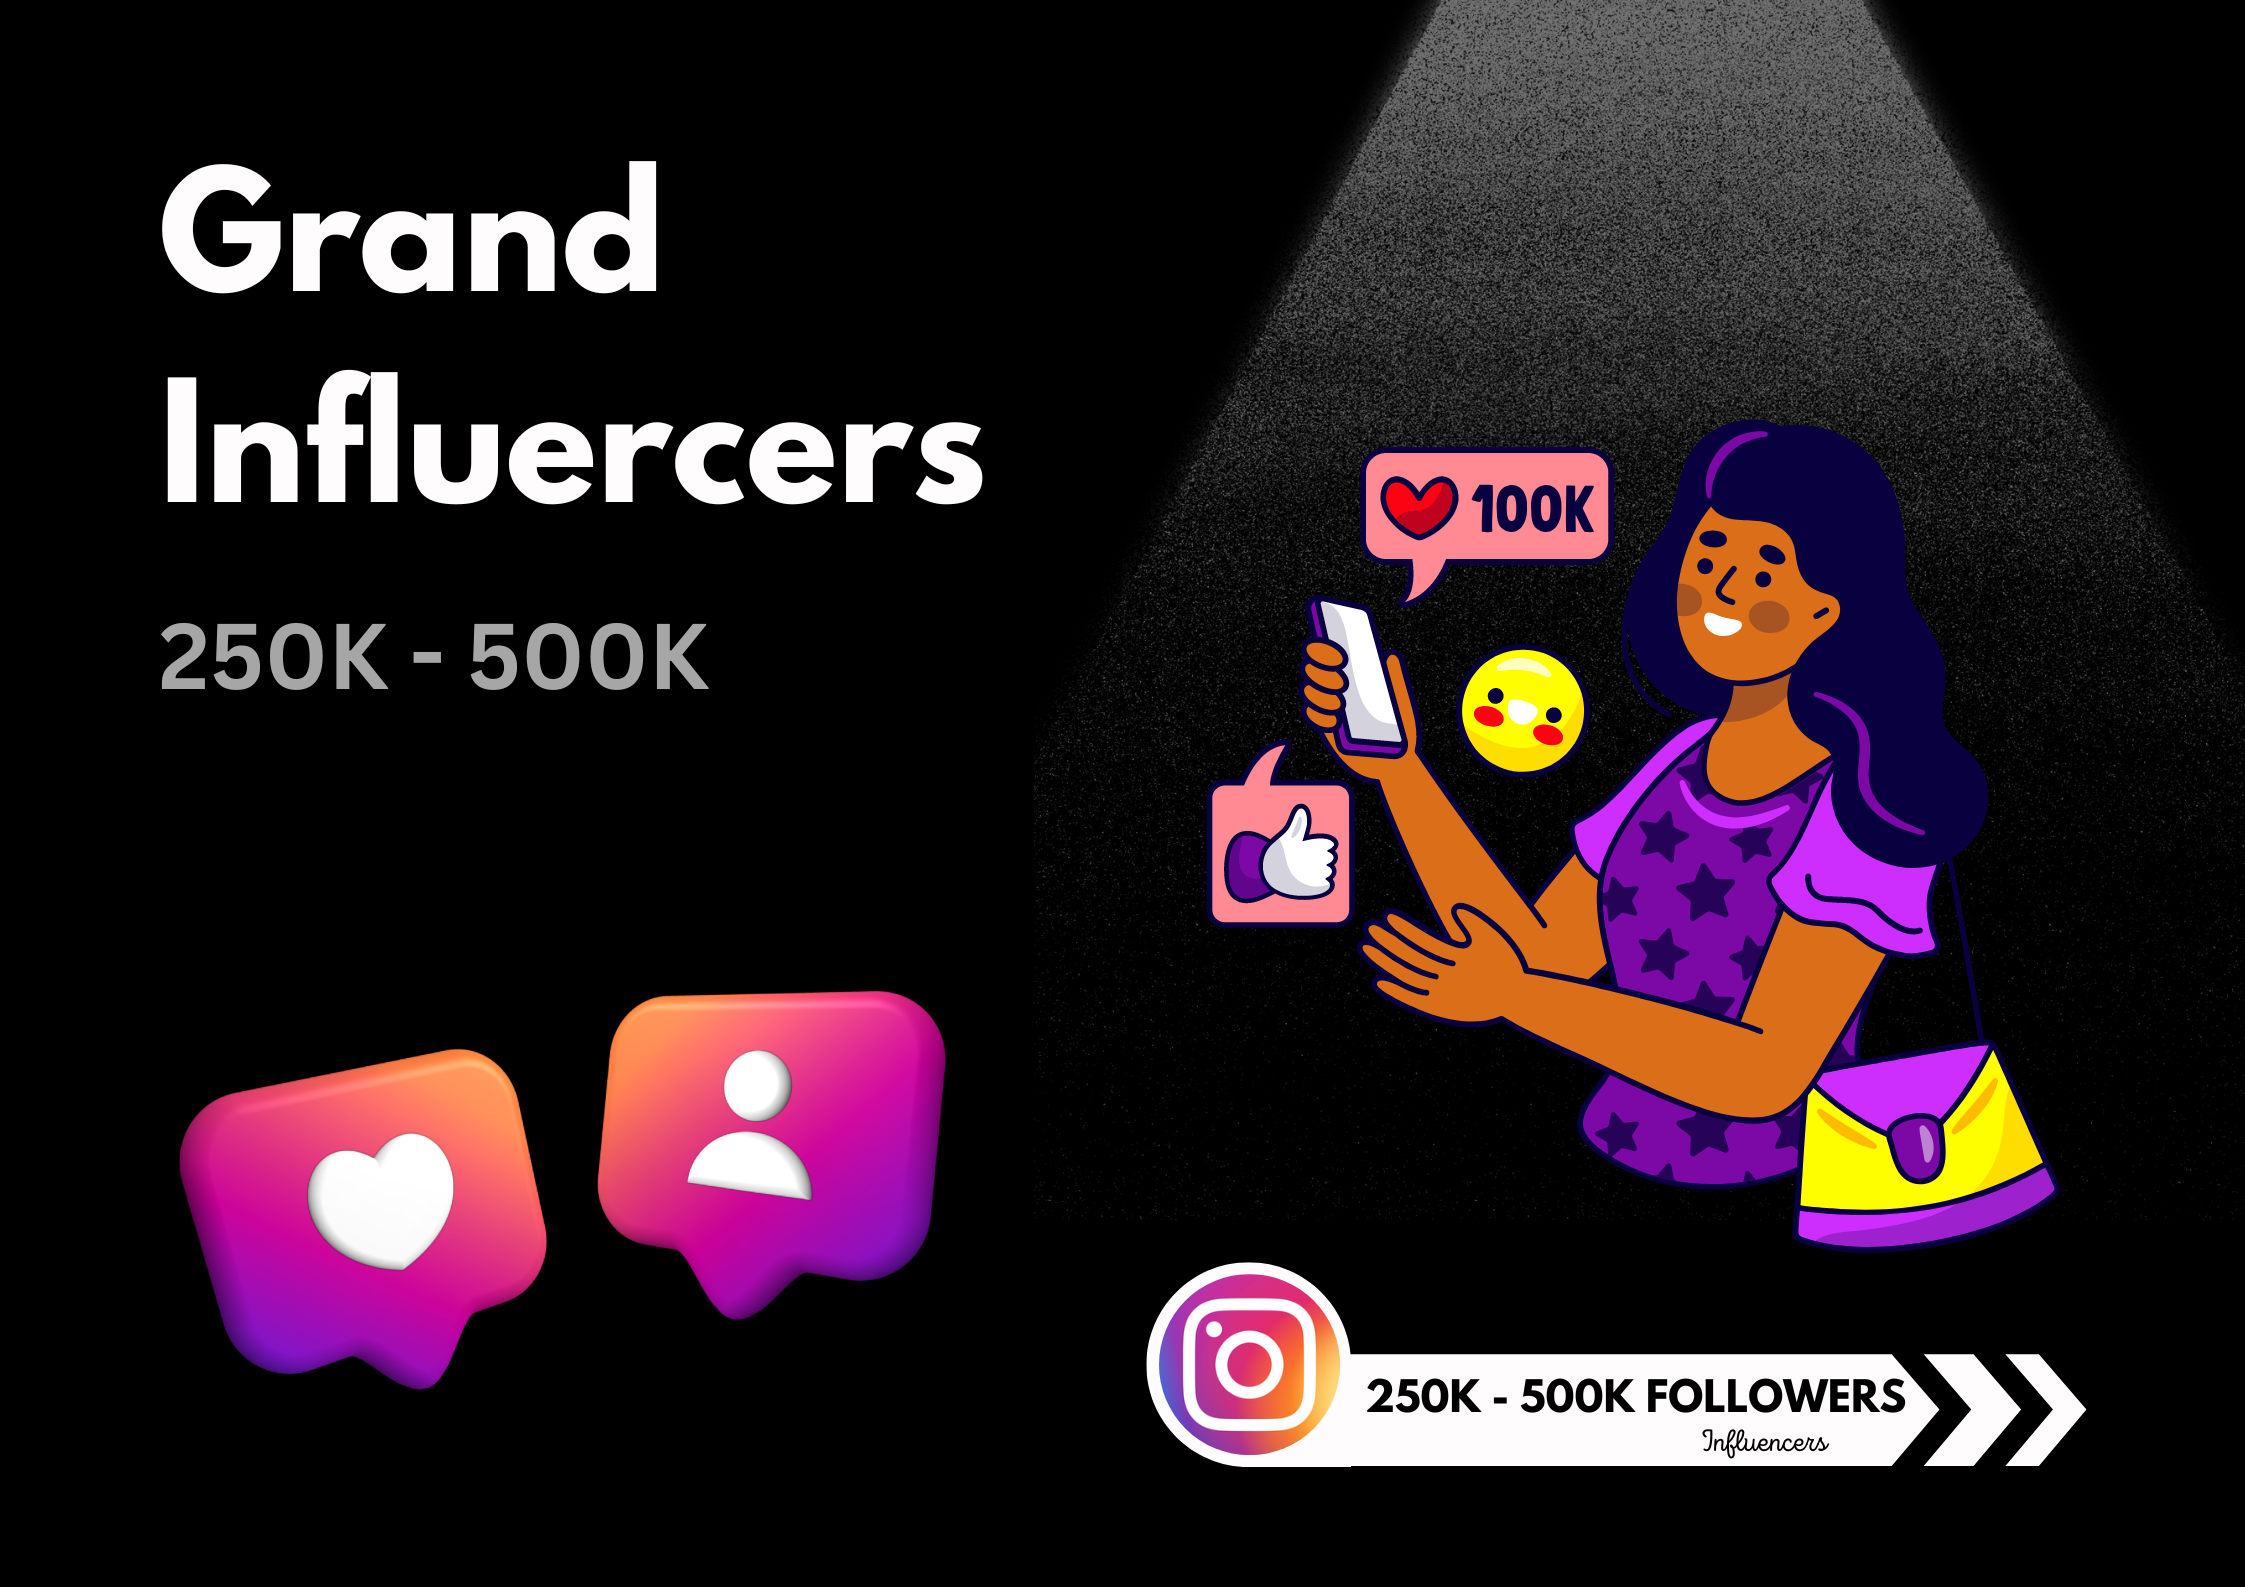 Grand
Influercers
250K - 500K
100K
250K - 500K FOLLOWERS
Influencers